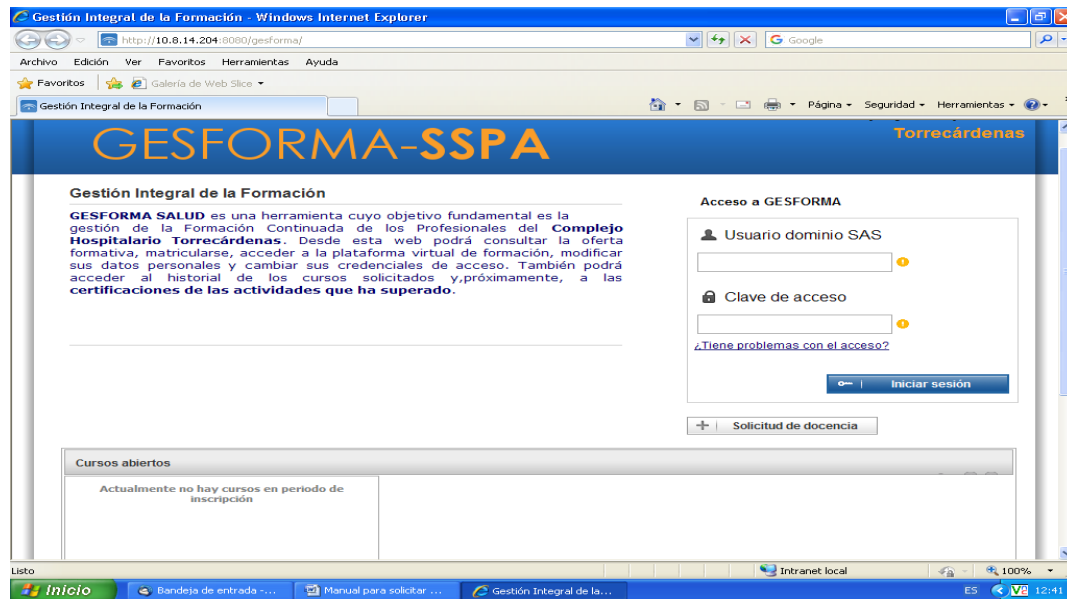 Gestión Integral de la Formación - Windows Internet Explorer
http://10.8.14.204:8080/gesforma/
Google
Archivo Edición Ver Favoritos Herramientas Ayuda
Favoritos Galería de Web Slice
Gestión Integral de la Formación
Página Seguridad Herramientas
GESFORMA-SSPA
Torrecárdenas
Gestión Integral de la Formación
GESFORMA SALUD es una herramienta cuyo objetivo fundamental es la
gestión de la Formación Continuada de los Profesionales del Complejo
Hospitalario Torrecárdenas. Desde esta web podrá consultar la oferta
formativa, matricularse, acceder a la plataforma virtual de formación, modificar
sus datos personales y cambiar sus credenciales de acceso. También podrá
acceder al historial de los cursos solicitados y,próximamente, a las
certificaciones de las actividades que ha superado.
Acceso a GESFORMA
Usuario dominio SAS
Clave de acceso
¿Tiene problemas con el acceso?
Iniciar sesión
Solicitud de docencia
Cursos abiertos
Actualmente no hay cursos en periodo de
inscripción
Listo
Intranet local
100%
Inicio
Bandeja de entrada -...
Manual para solicitar ...
Gestión Integral de la...
ES
12:41